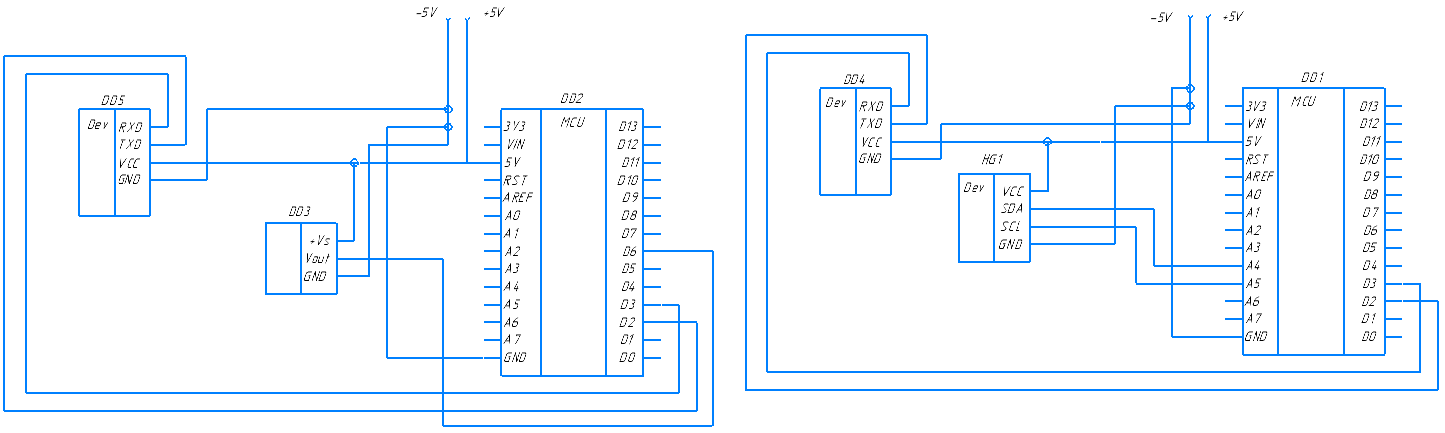 -5V +5V
DD5
Dev
RXD
TXD
VCC
GND
DD3
+Vs
Vout
GND
DD2
MCU
3V3 D13
VIN D12
5V D11
RST D10
AREF D9
A0 D8
A1 D7
A2 D6
A3 D5
A4 D4
A5 D3
A6 D2
A7 D1
GND D0
-5V +5V
DD4
Dev RXD
TXD
VCC
GND
HG1
Dev VCC
SDA
SCL
GND
DD1
MCU
3V3 D13
VIN D12
5V D11
RST D10
AREF D9
A0 D8
A1 D7
A2 D6
A3 D5
A4 D4
A5 D3
A6 D2
A7 D1
GND D0